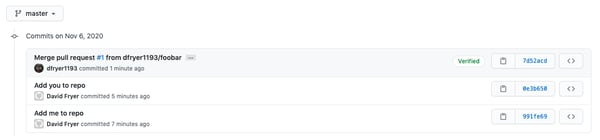 master
Commits on Nov 6, 2020
Merge pull request #1 from dfryer1193/foobar ...
dfryer1193 committed 1 minute ago
Verified
7d52acd
Add you to repo
David Fryer committed 5 minutes ago
0e3b650
Add me to repo
David Fryer committed 7 minutes ago
991fe69